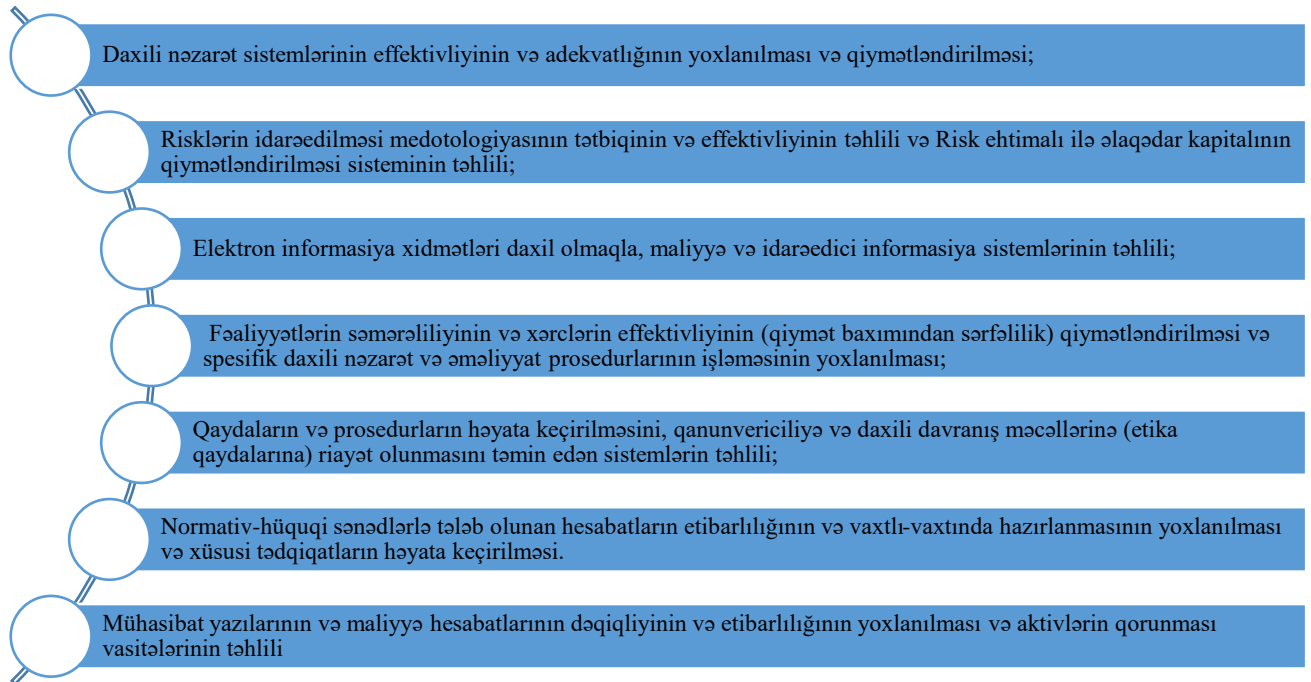 Daxili nəzarət sistemlərinin effektivliyinin və adekvatlığının yoxlanılması və qiymətləndirilməsi;
Risklərin idarəedilməsi medotologiyasının tətbiqinin və effektivliyinin təhlili və Risk ehtimalı ilə əlaqədar kapitalının
qiymətləndirilməsi sisteminin təhlili;
Elektron informasiya xidmətləri daxil olmaqla, maliyyə və idarəedici informasiya sistemlərinin təhlili;
Fəaliyyətlərin səmərəliliyinin və xərclərin effektivliyinin (qiymət baxımından sərfəlilik) qiymətləndirilməsi və
spesifik daxili nəzarət və əməliyyat prosedurlarının işləməsinin yoxlanılması;
Qaydaların və prosedurların həyata keçirilməsini, qanunvericiliyə və daxili davranış məcəllərinə (etika
qaydalarına) riayət olunmasını təmin edən sistemlərin təhlili;
Normativ-hüquqi sənədlərlə tələb olunan hesabatların etibarlılığının və vaxtlı-vaxtında hazırlanmasının yoxlanılması
və xüsusi tədqiqatların həyata keçirilməsi.
Mühasibat yazılarının və maliyyə hesabatlarının dəqiqliyinin və etibarlılığının yoxlanılması və aktivlərin qorunması
vasitələrinin təhlili